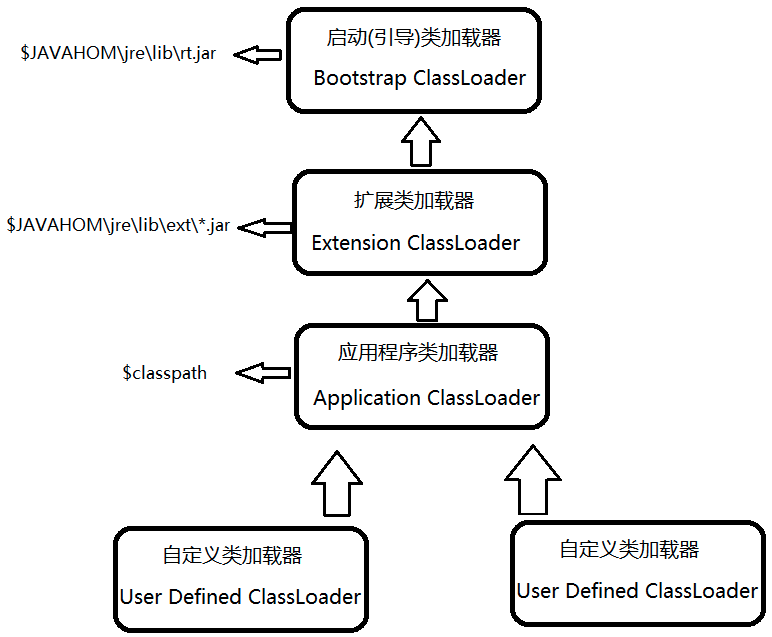 启动(引导)类加载器
$JAVAHOM\jre\lib\rt.jar
Bootstrap ClassLoader
扩展类加载器
$JAVAHOM\jre\lib\ext\*.jar
Extension ClassLoader
应用程序类加载器
$classpath
Application ClassLoader
自定义类加载器
User Defined ClassLoader
自定义类加载器
User Defined ClassLoader